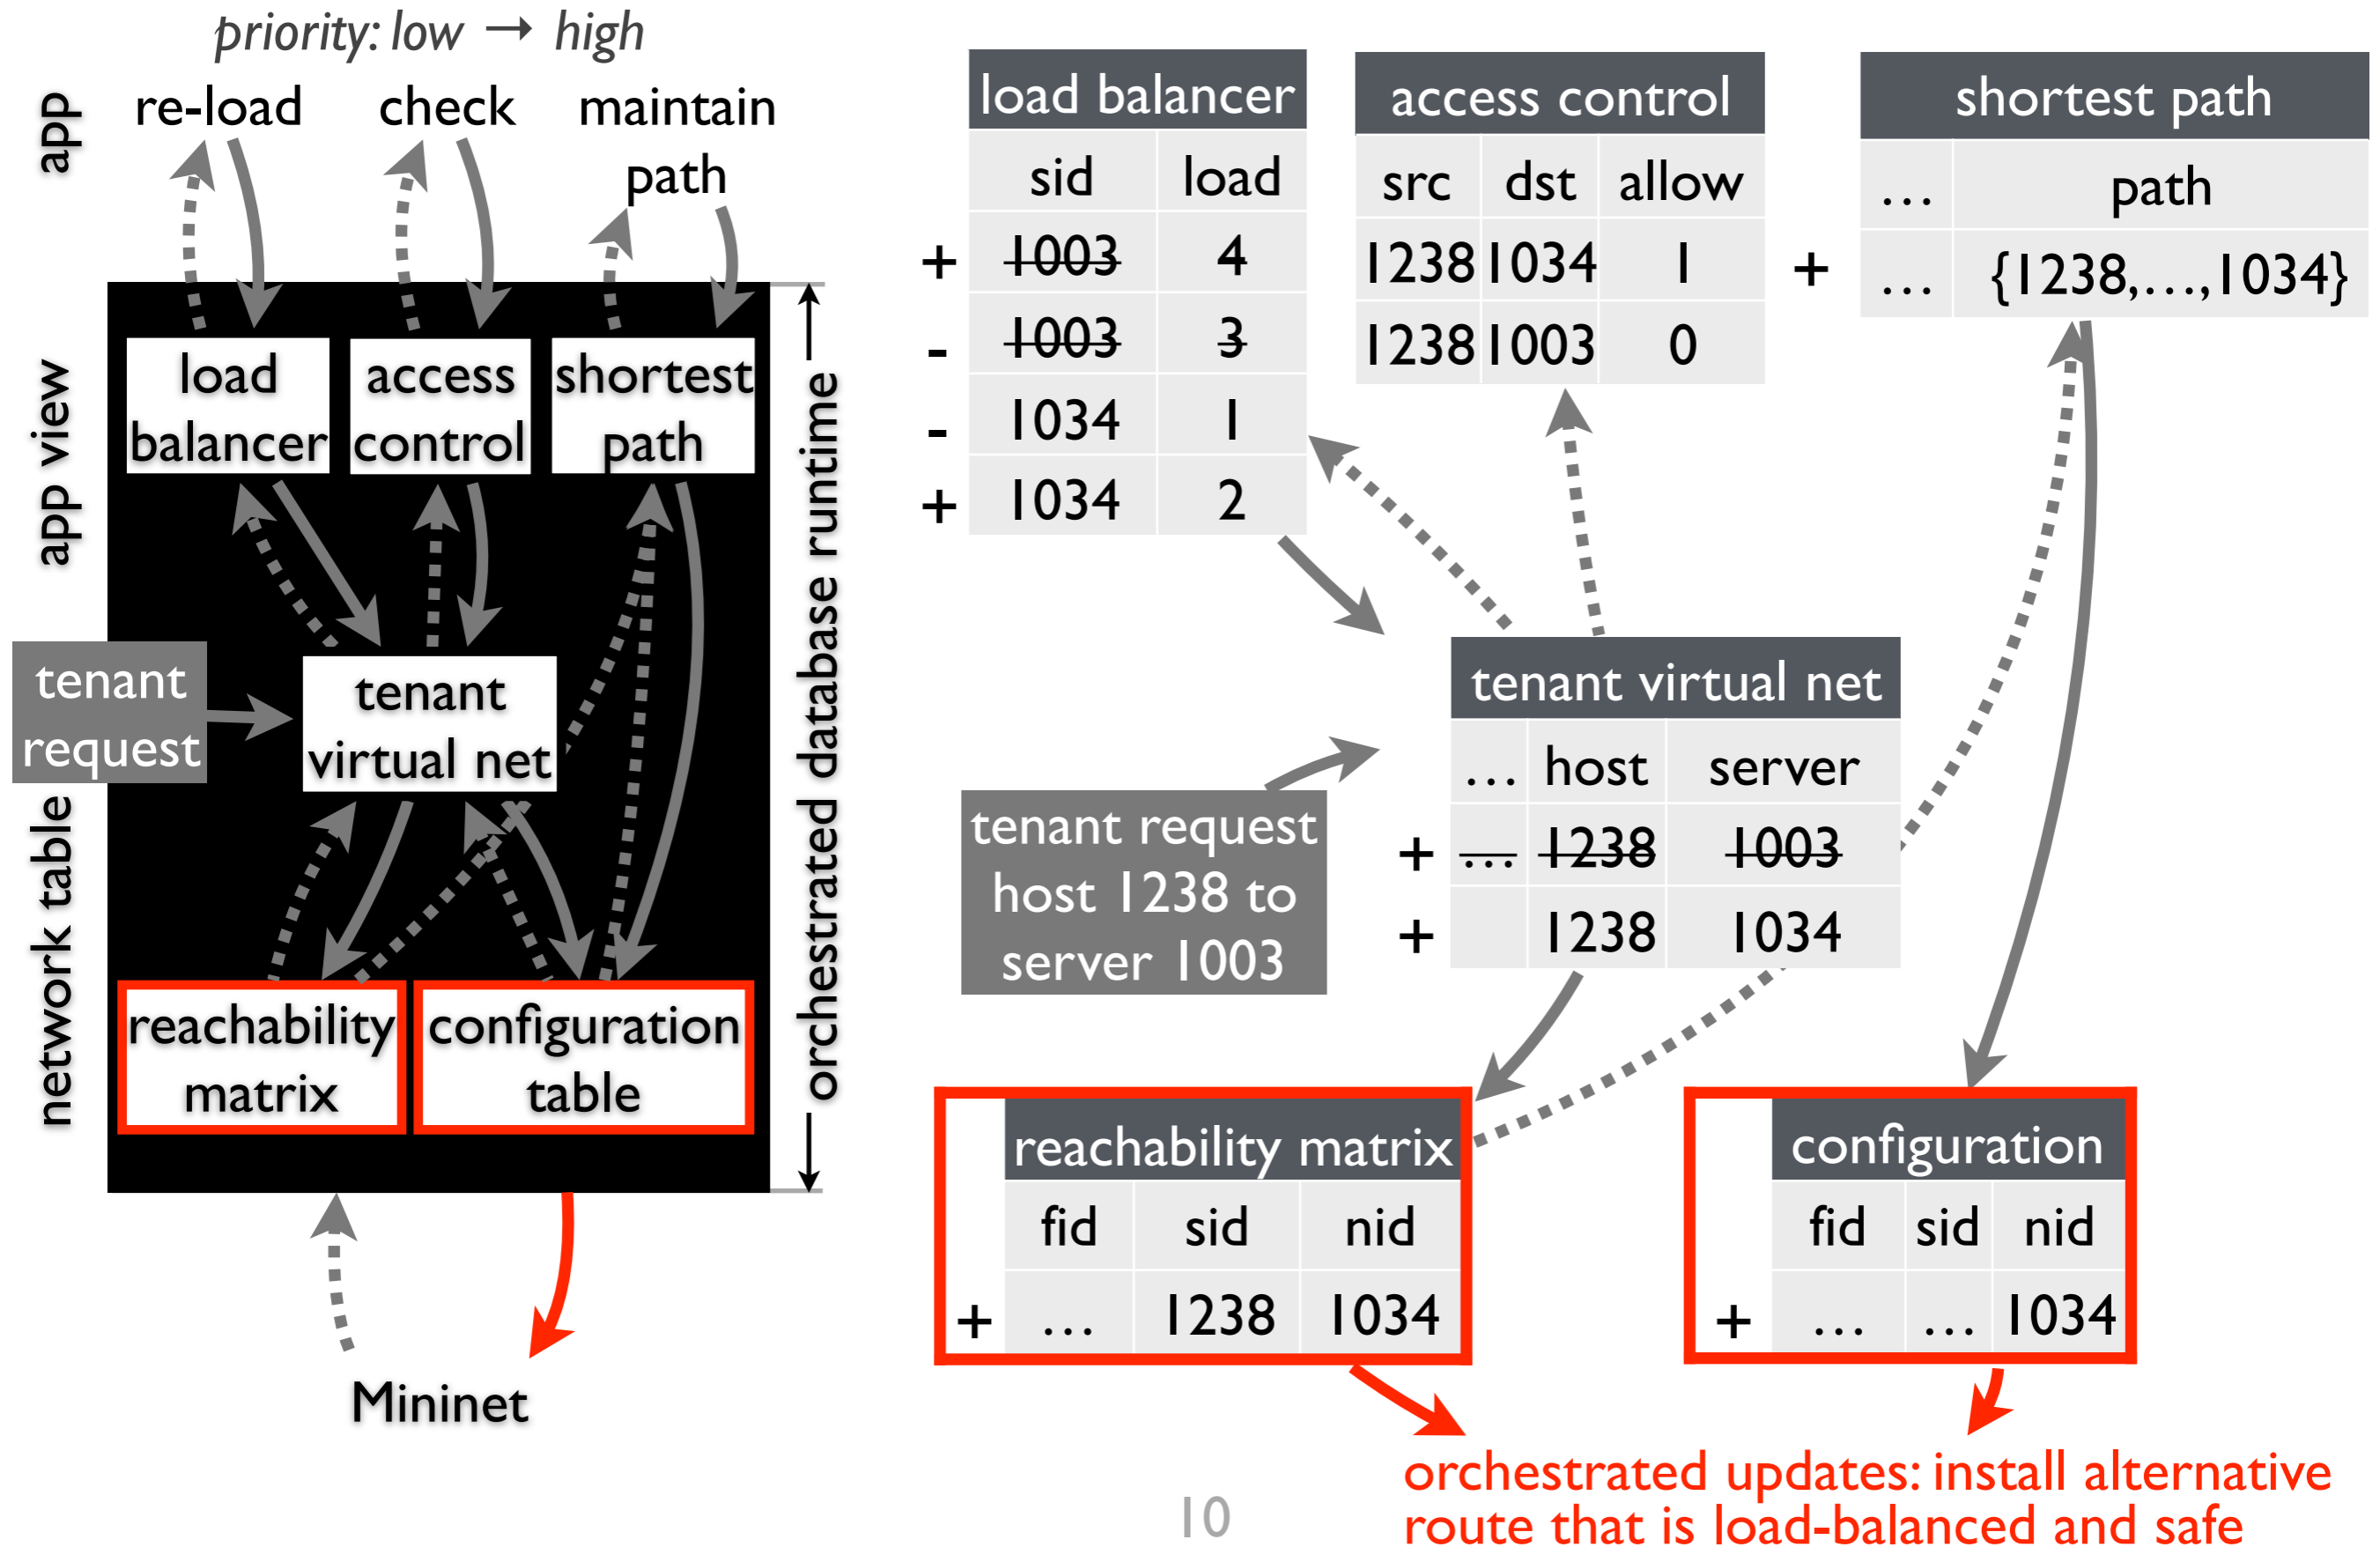 priority: low → high
app
re-load
check
maintain
path
app view
load
balancer
access
control
shortest
path
tenant
request
tenant
virtual net
network table
reachability
matrix
configuration
table
orchestrated database runtime
Mininet
load balancer
sid load
+ 1003 4
- 1003 3
- 1034 1
+ 1034 2
access control
src dst allow
1238 1034 1
1238 1003 0
shortest path
… path
+ … {1238,…,1034}
tenant virtual net
… host server
+ … 1238 1003
+ 1238 1034
tenant request
host 1238 to
server 1003
reachability matrix
fid sid nid
+ … 1238 1034
configuration
fid sid nid
+ … … 1034
orchestrated updates: install alternative
route that is load-balanced and safe
10